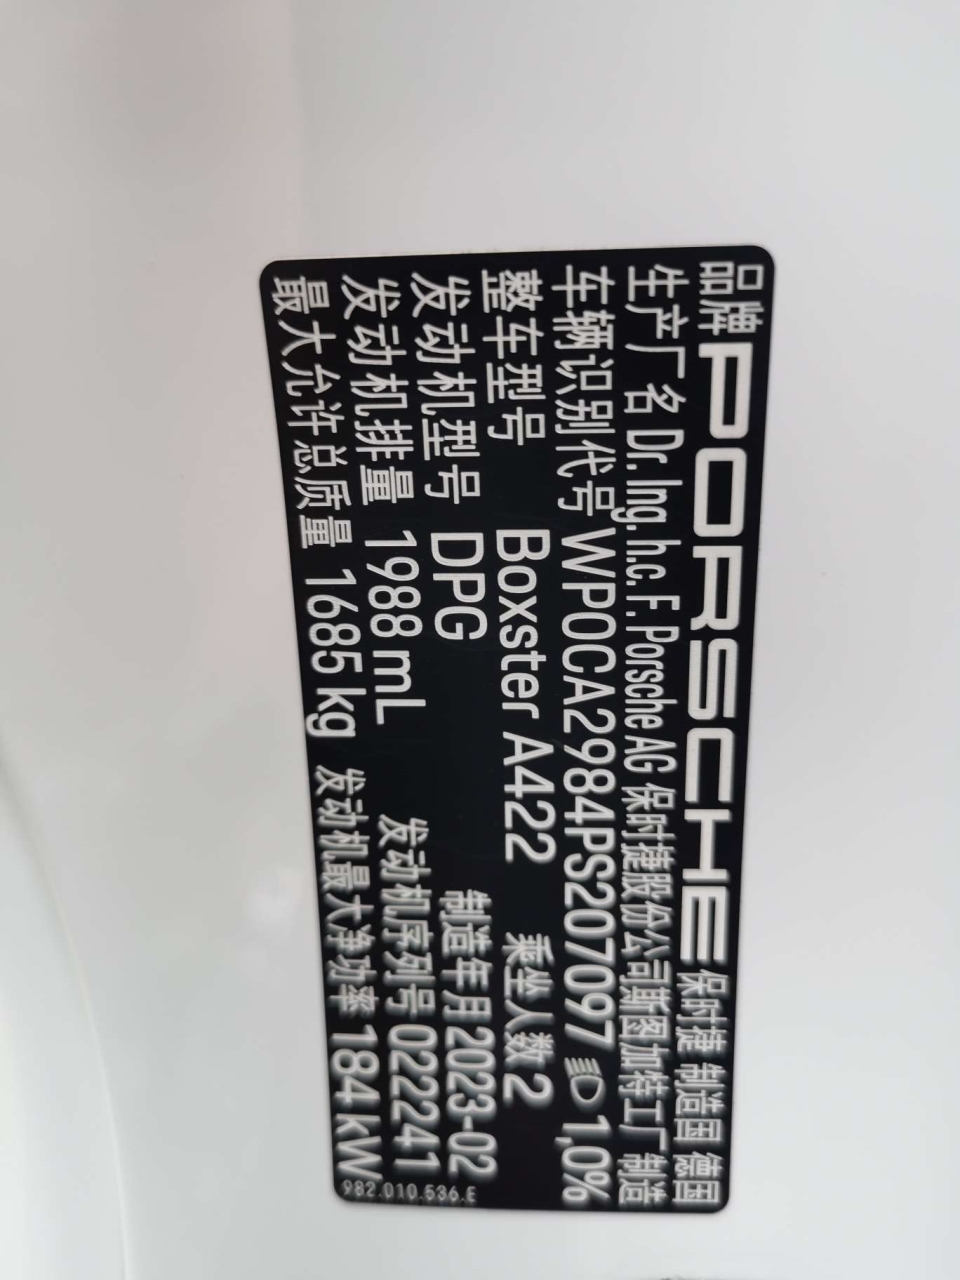 品牌 PORSCHE 保时捷 制造国 德国
生产厂名 Dr. Ing. h.c. F. Porsche AG 保时捷股份公司斯图加特工厂制造
车辆识别代号 WP0CA2984PS207097 1,0%
整车型号 Boxster A422 乘坐人数 2
发动机型号 DPG 制造年月 2023-02
发动机排量 1988 mL 发动机序列号 022241
最大允许总质量 1685 kg 发动机最大净功率 184 kW
982.010.536.E